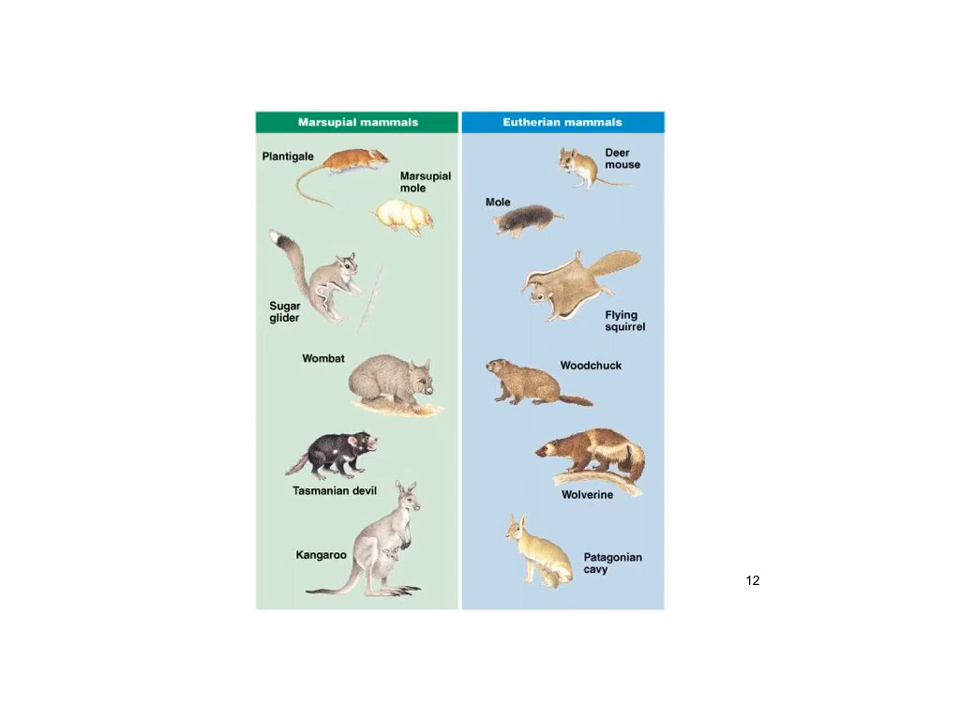 Marsupial mammals
Plantigale
Marsupial
mole
Sugar
glider
Wombat
Tasmanian devil
Kangaroo
Eutherian mammals
Deer
mouse
Mole
Flying
squirrel
Woodchuck
Wolverine
Patagonian
cavy
12